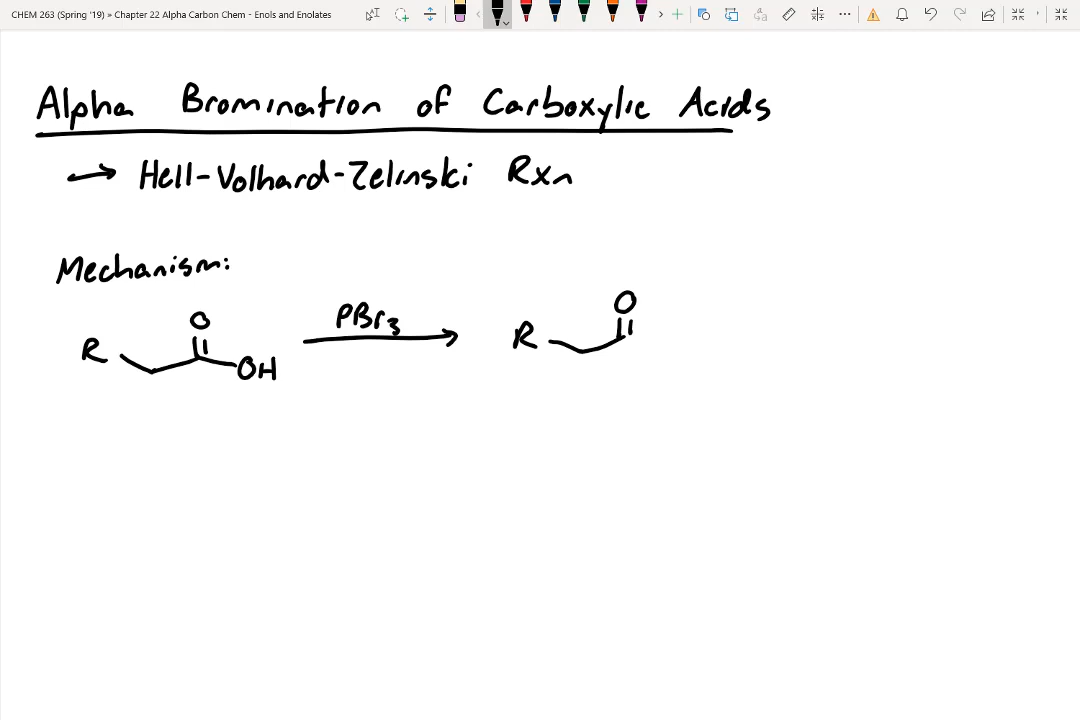 CHEM 263 (Spring '19) » Chapter 22 Alpha Carbon Chem - Enols and Enolates
Alpha Bromination of Carboxylic Acids
→ Hell-Volhard-Zelinski Rxn
Mechanism:
R O OH PBr₃ R O